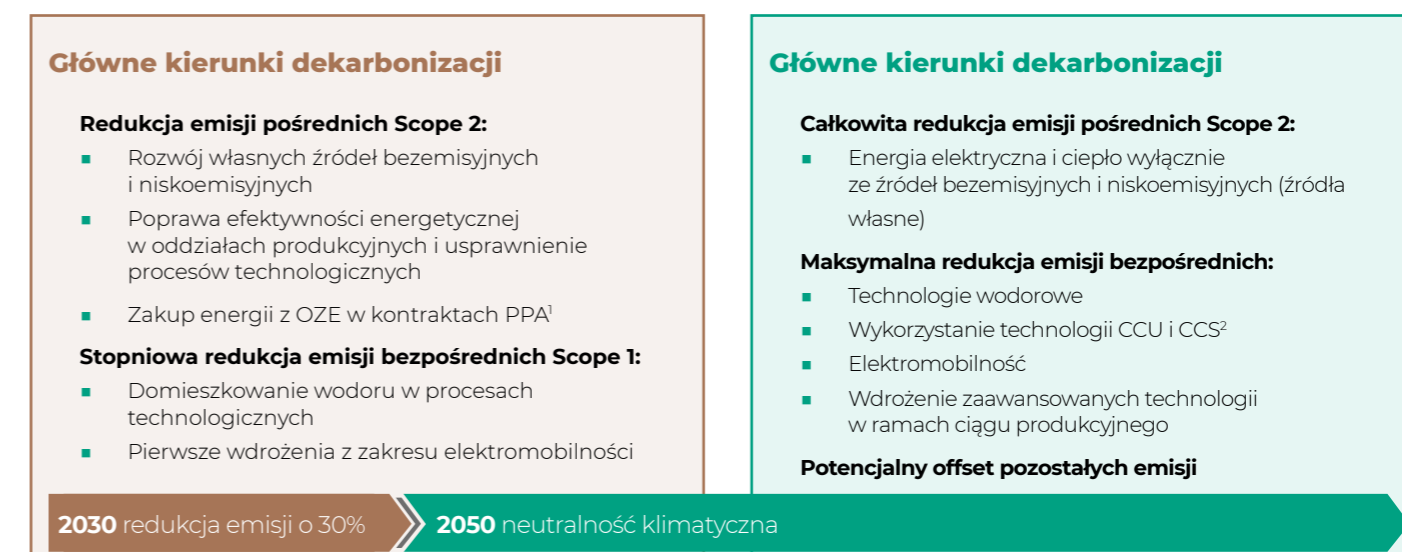 Główne kierunki dekarbonizacji
Redukcja emisji pośrednich Scope 2:
▪ Rozwój własnych źródeł bezemisyjnych
i niskoemisyjnych
▪ Poprawa efektywności energetycznej
w oddziałach produkcyjnych i usprawnienie
procesów technologicznych
▪ Zakup energii z OZE w kontraktach PPA¹
Stopniowa redukcja emisji bezpośrednich Scope 1:
▪ Domieszkowanie wodoru w procesach
technologicznych
▪ Pierwsze wdrożenia z zakresu elektromobilności
Główne kierunki dekarbonizacji
Całkowita redukcja emisji pośrednich Scope 2:
▪ Energia elektryczna i ciepło wyłącznie
ze źródeł bezemisyjnych i niskoemisyjnych (źródła
własne)
Maksymalna redukcja emisji bezpośrednich:
▪ Technologie wodorowe
▪ Wykorzystanie technologii CCU i CCS²
▪ Elektromobilność
▪ Wdrożenie zaawansowanych technologii
w ramach ciągu produkcyjnego
Potencjalny offset pozostałych emisji
2030 redukcja emisji o 30%
2050 neutralność klimatyczna